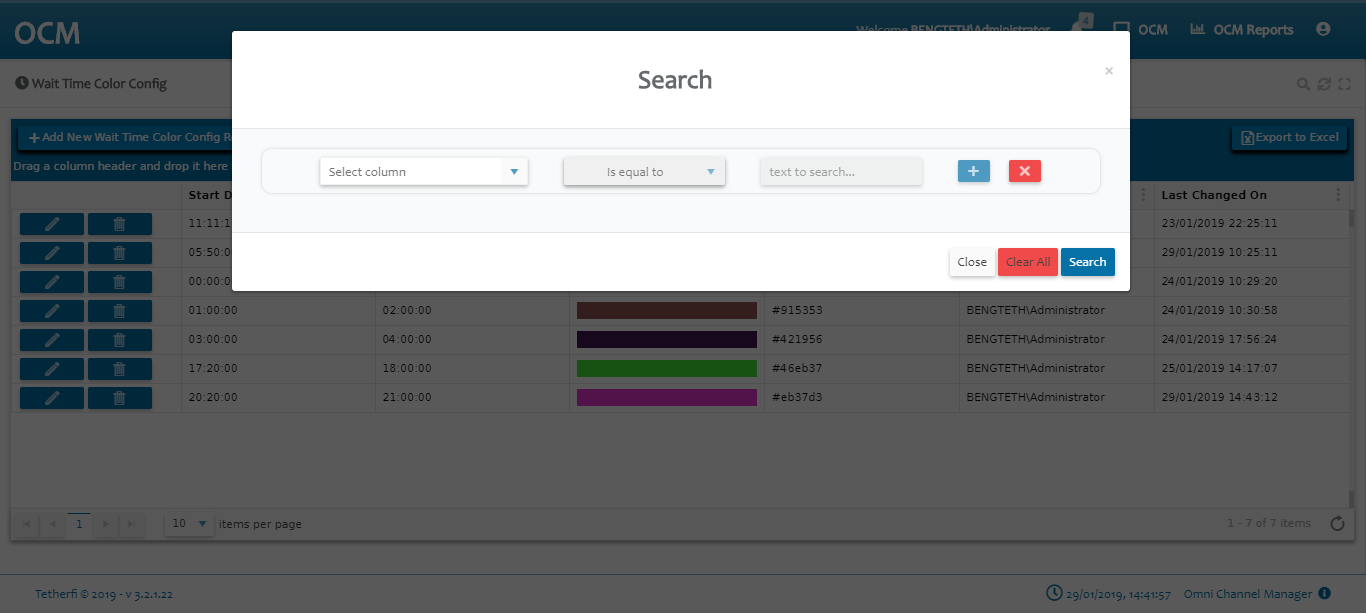 OCM
Welcome BENGTETH\Administrator
4
OCM
OCM Reports
Wait Time Color Config
Search
×
Add New Wait Time Color Config R
Export to Excel
Drag a column header and drop it here
Select column
Is equal to
text to search...
Start D
Last Changed On
11:11:1
23/01/2019 22:25:11
05:50:0
29/01/2019 10:25:11
00:00:0
24/01/2019 10:29:20
Close
Clear All
Search
01:00:00 02:00:00 #915353 BENGTETH\Administrator 24/01/2019 10:30:58
03:00:00 04:00:00 #421956 BENGTETH\Administrator 24/01/2019 17:56:24
17:20:00 18:00:00 #46eb37 BENGTETH\Administrator 25/01/2019 14:17:07
20:20:00 21:00:00 #eb37d3 BENGTETH\Administrator 29/01/2019 14:43:12
1
10 items per page
1 - 7 of 7 items
Tetherfi © 2019 - v 3.2.1.22
29/01/2019, 14:41:57
Omni Channel Manager